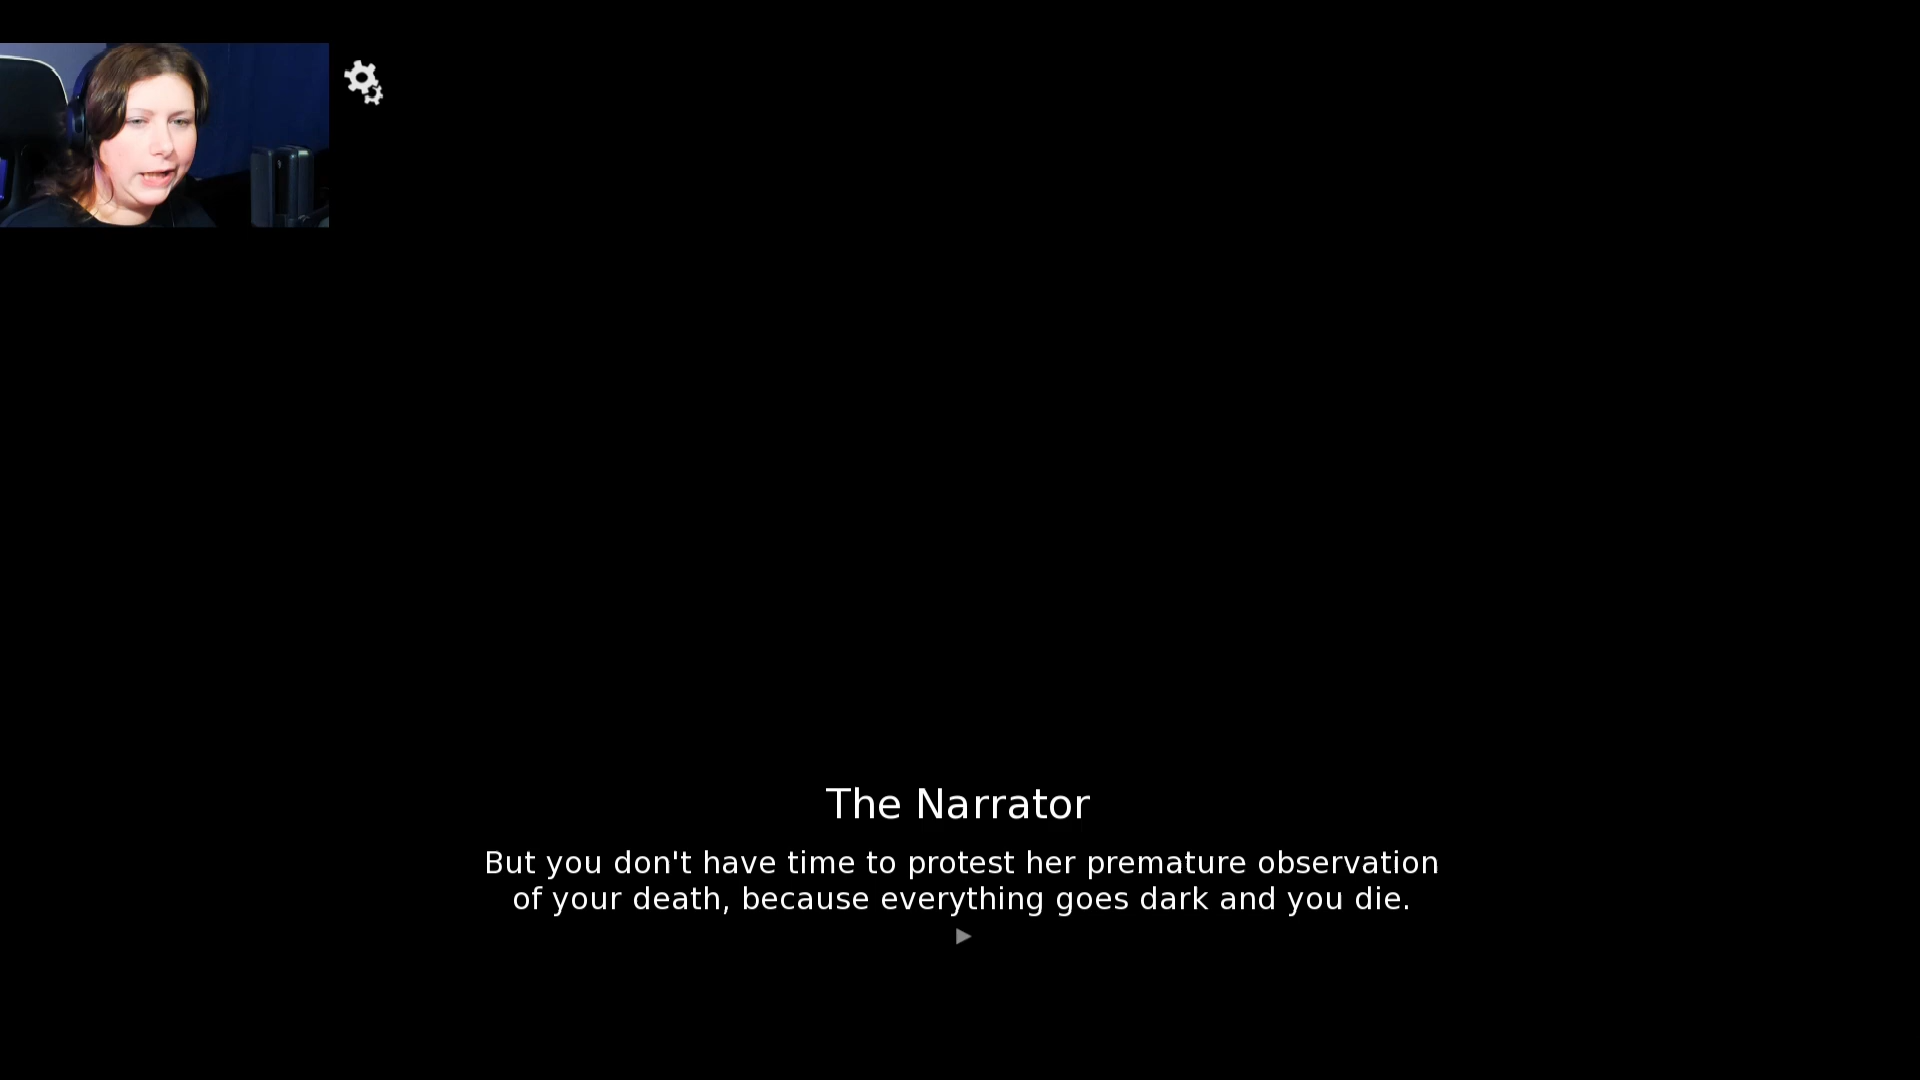 The Narrator
But you don't have time to protest her premature observation
of your death, because everything goes dark and you die.